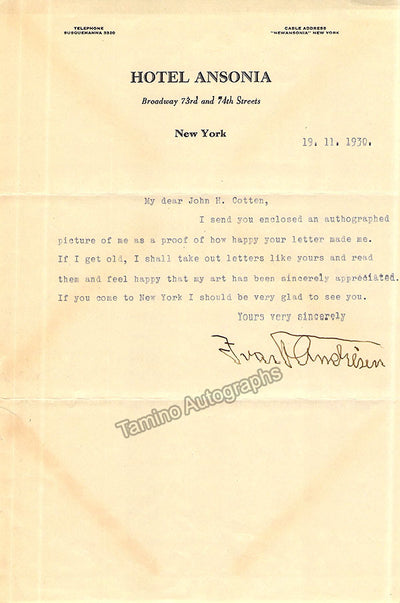 TELEPHONE
SUSQUEHANNA 3320
CABLE ADDRESS
"NEWANSONIA" NEW YORK
HOTEL ANSONIA
Broadway 73rd and 74th Streets
New York
19. 11. 1930.
My dear John H. Cotten,
I send you enclosed an authographed
picture of me as a proof of how happy your letter made me.
If I get old, I shall take out letters like yours and read
them and feel happy that my art has been sincerely appreciated.
If you come to New York I should be very glad to see you.
Yours very sincerely
Ivar F Andrésen
Tamino Autographs